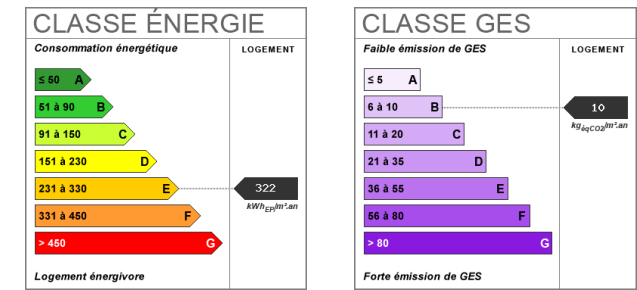 CLASSE ÉNERGIE
Consommation énergétique
LOGEMENT
≤ 50 A
51 à 90 B
91 à 150 C
151 à 230 D
231 à 330 E
322
kWhEP/m².an
331 à 450 F
> 450 G
Logement énergivore
CLASSE GES
Faible émission de GES
LOGEMENT
≤ 5 A
6 à 10 B
10
kgéqCO2/m².an
11 à 20 C
21 à 35 D
36 à 55 E
56 à 80 F
> 80 G
Forte émission de GES